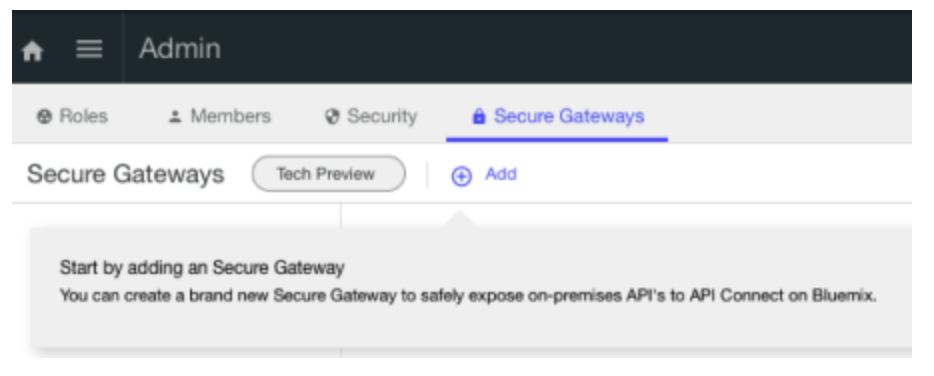 Admin
Roles Members Security Secure Gateways
Secure Gateways Tech Preview Add
Start by adding an Secure Gateway
You can create a brand new Secure Gateway to safely expose on-premises API's to API Connect on Bluemix.